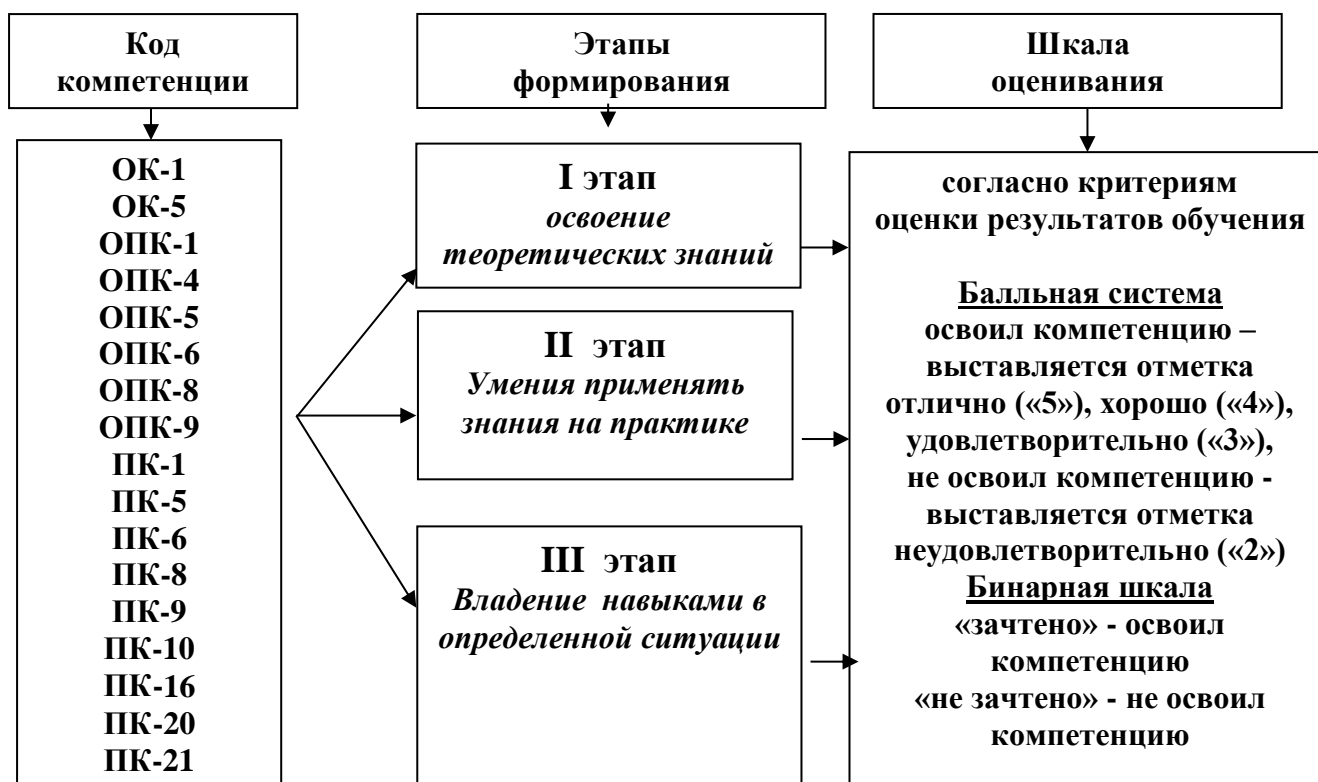 Код
компетенции
Этапы
формирования
Шкала
оценивания
ОК-1
ОК-5
ОПК-1
ОПК-4
ОПК-5
ОПК-6
ОПК-8
ОПК-9
ПК-1
ПК-5
ПК-6
ПК-8
ПК-9
ПК-10
ПК-16
ПК-20
ПК-21
I этап
освоение
теоретических знаний
II этап
Умения применять
знания на практике
III этап
Владение навыками в
определенной ситуации
согласно критериям
оценки результатов обучения
Балльная система
освоил компетенцию –
выставляется отметка
отлично («5»), хорошо («4»),
удовлетворительно («3»),
не освоил компетенцию -
выставляется отметка
неудовлетворительно («2»)
Бинарная шкала
«зачтено» - освоил
компетенцию
«не зачтено» - не освоил
компетенцию